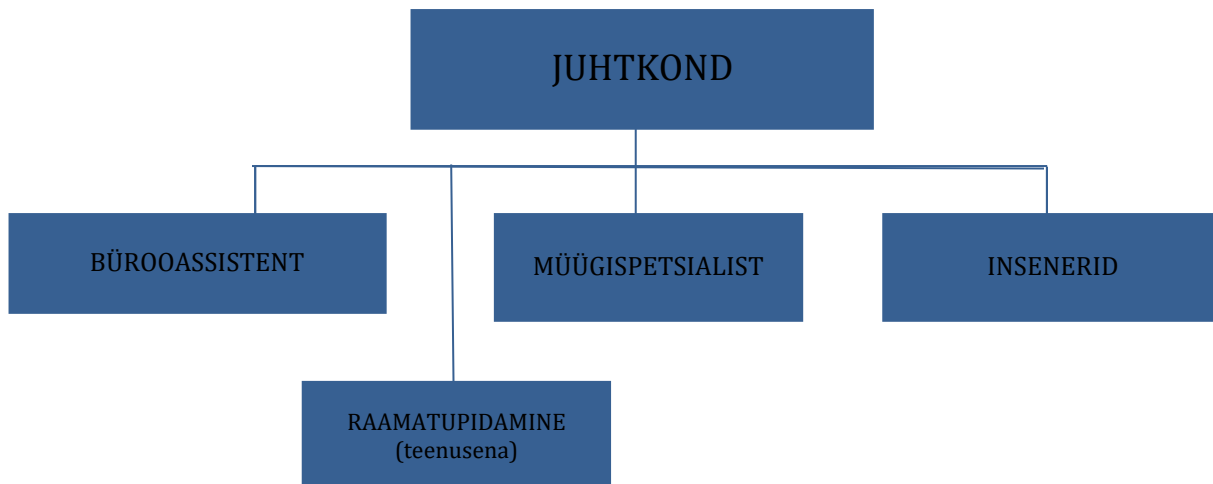 JUHTKOND
BÜROOASSISTENT
MÜÜGISPETSIALIST
INSENERID
RAAMATUPIDAMINE
(teenusena)